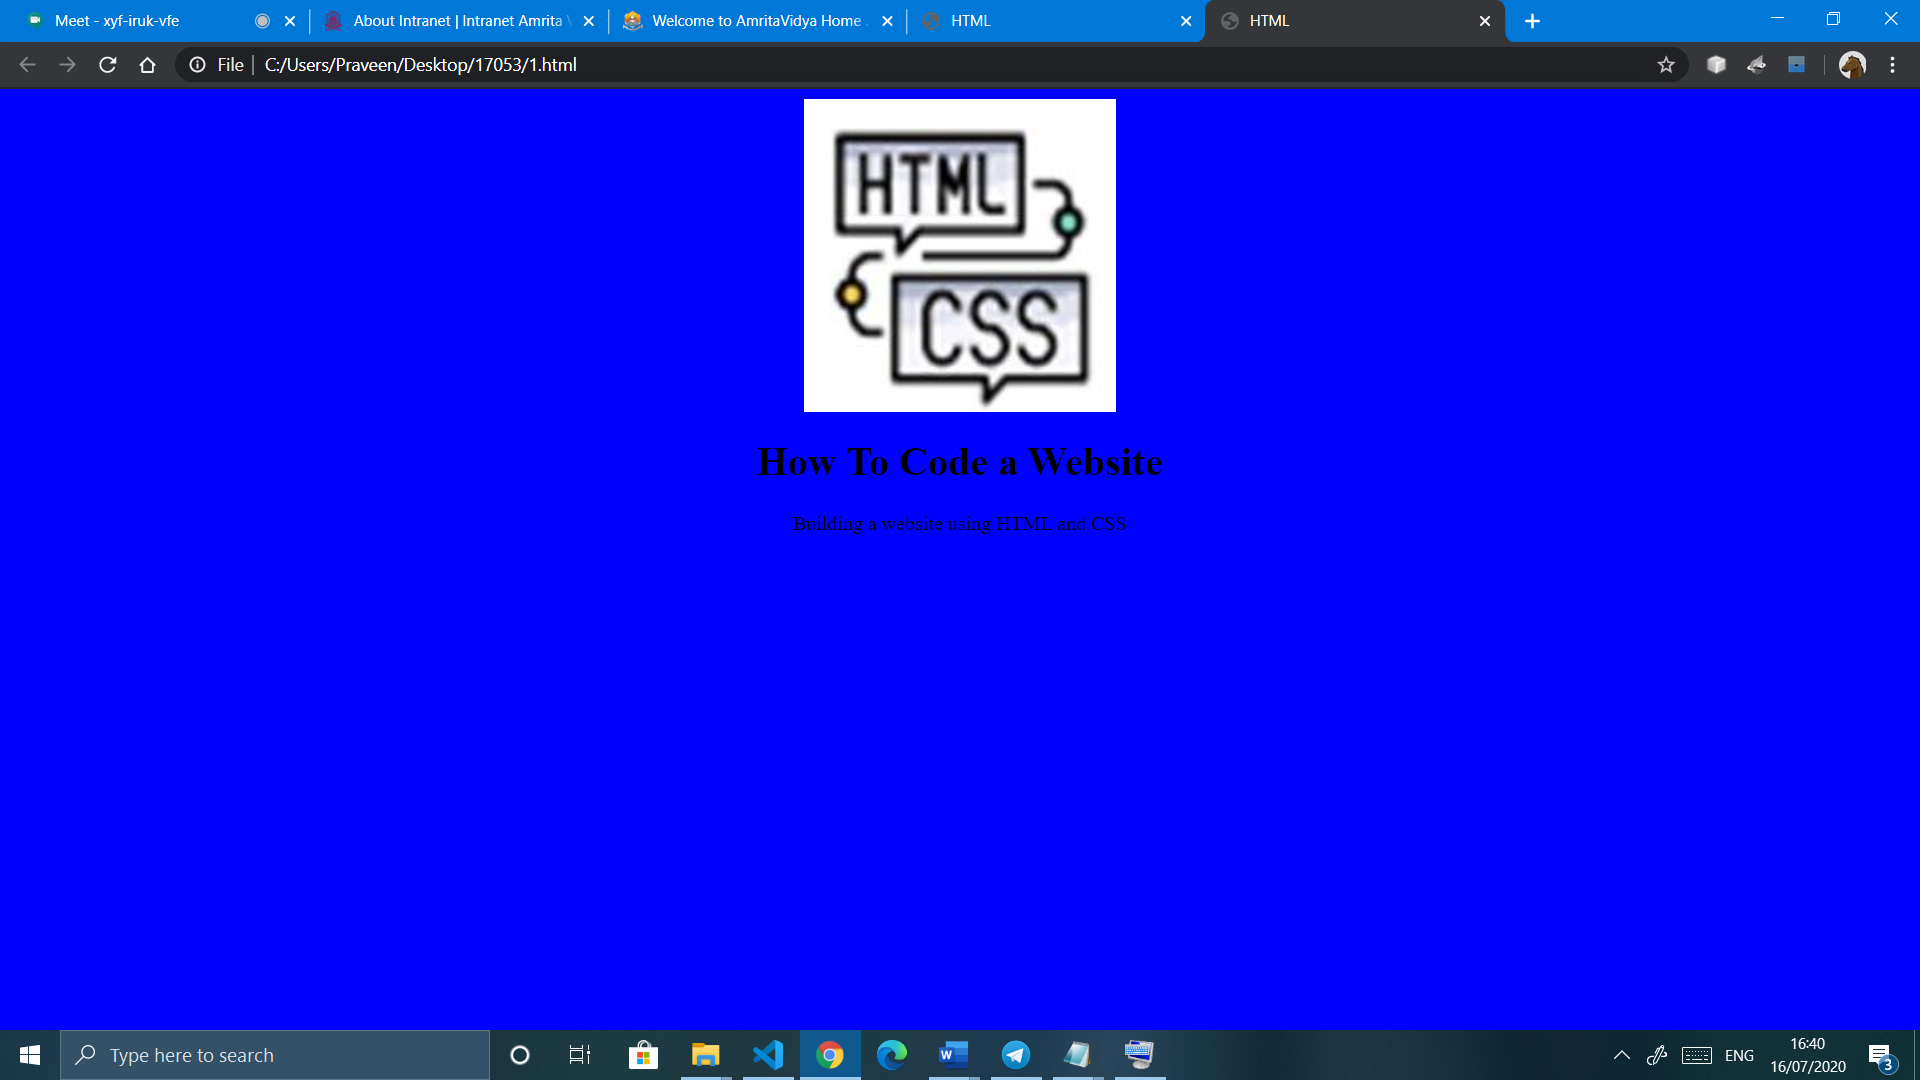 Meet - xyf-iruk-vfe
About Intranet | Intranet Amrita
Welcome to AmritaVidya Home
HTML
HTML
File
C:/Users/Praveen/Desktop/17053/1.html
HTML
CSS
How To Code a Website
Building a website using HTML and CSS
Type here to search
ENG
16:40
16/07/2020
3